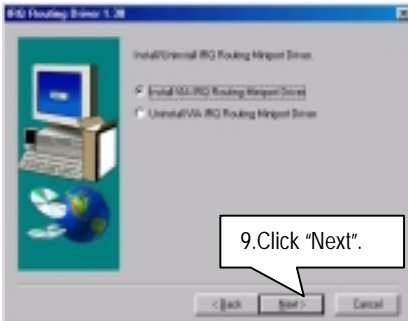 IRQ Routing Driver 1.30
Install/Uninstall IRQ Routing Miniport Driver.
Install VIA IRQ Routing Miniport Driver
Uninstall VIA IRQ Routing Miniport Driver
9.Click “Next”.
< Back
Next >
Cancel